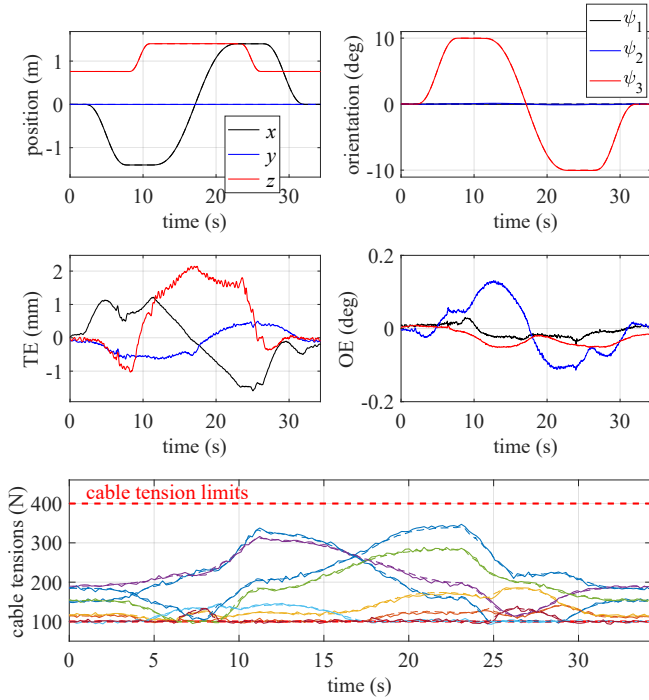 position (m)
1
0
-1
0
10
20
30
time (s)
x
y
z
orientation (deg)
10
0
-10
0
10
20
30
time (s)
ψ1
ψ2
ψ3
TE (mm)
2
1
0
-1
0
10
20
30
time (s)
OE (deg)
0.2
0
-0.2
0
10
20
30
time (s)
cable tensions (N)
cable tension limits
400
300
200
100
0
5
10
15
20
25
30
time (s)